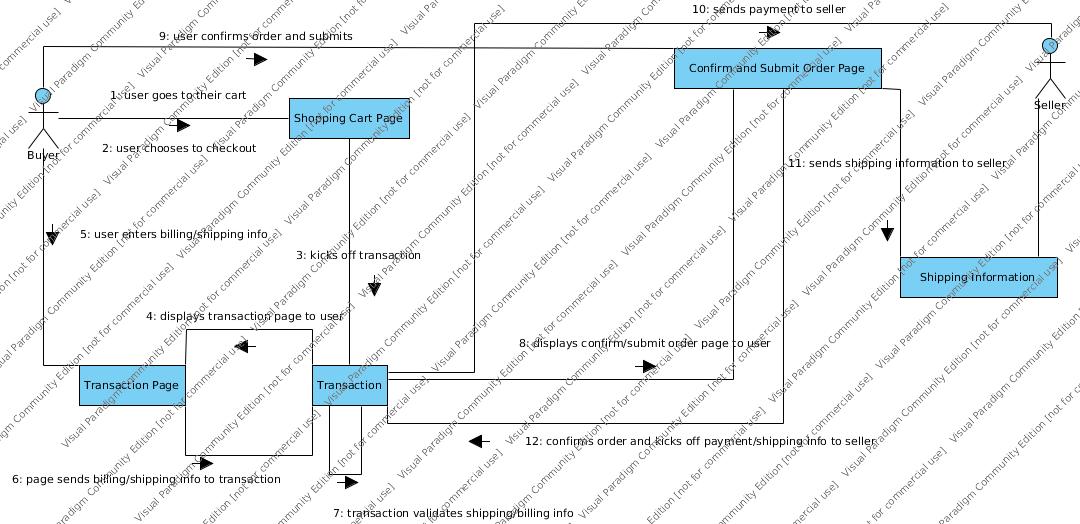 10: sends payment to seller
9: user confirms order and submits
Confirm and Submit Order Page
1: user goes to their cart
Seller
Shopping Cart Page
2: user chooses to checkout
Buyer
11: sends shipping information to seller
5: user enters billing/shipping info
3: kicks off transaction
Shipping Information
4: displays transaction page to user
8: displays confirm/submit order page to user
Transaction Page
Transaction
12: confirms order and kicks off payment/shipping info to seller
6: page sends billing/shipping info to transaction
7: transaction validates shipping/billing info
Visual Paradigm Community Edition [not for commercial use]